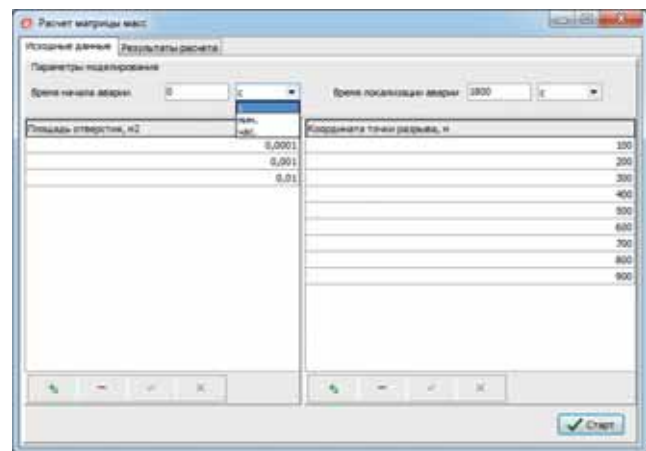 Расчет матрицы масс
Исходные данные Результаты расчета
Параметры моделирования
Время начала аварии 0 с Время локализации аварии 1800 с
с
мин.
час.
Площадь отверстия, м2 Координата точки разрыва, м
0,0001 100
0,001 200
0,01 300
400
500
600
700
800
900
Старт